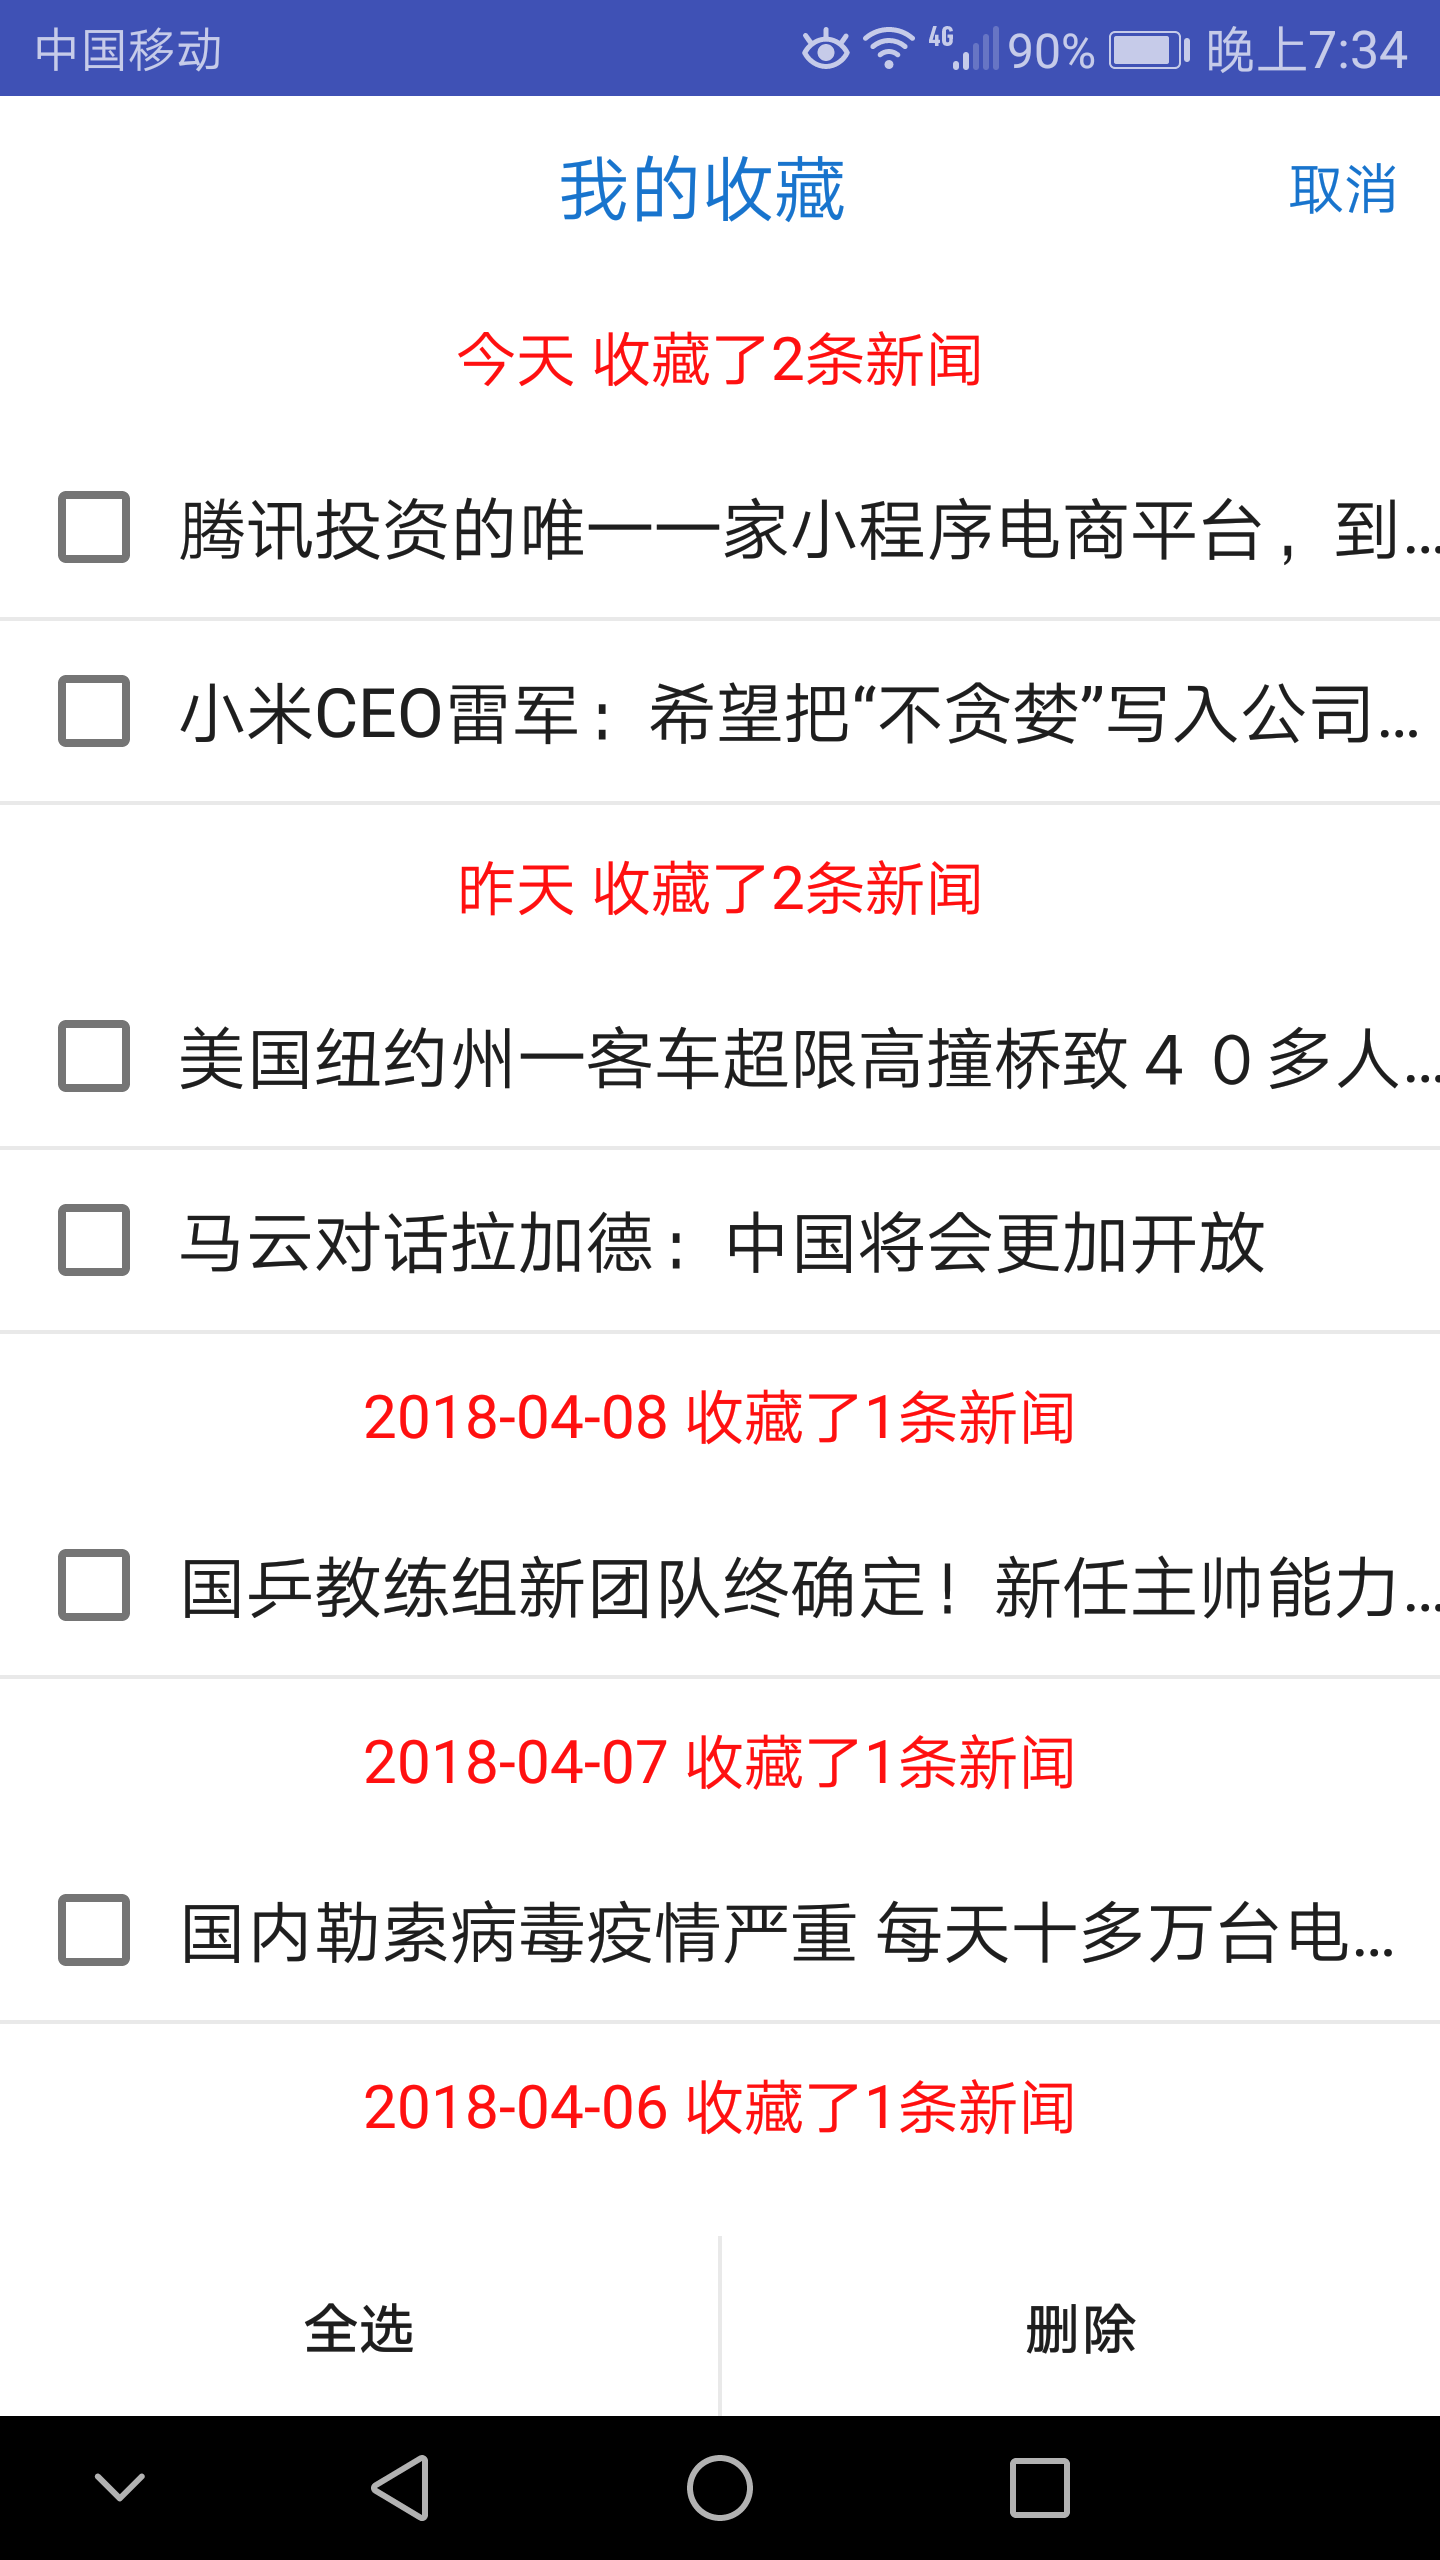 中国移动 4G 90% 晚上7:34
我的收藏 取消
今天 收藏了2条新闻
腾讯投资的唯一一家小程序电商平台，到...
小米CEO雷军：希望把“不贪婪”写入公司...
昨天 收藏了2条新闻
美国纽约州一客车超限高撞桥致４０多人...
马云对话拉加德：中国将会更加开放
2018-04-08 收藏了1条新闻
国乒教练组新团队终确定！新任主帅能力...
2018-04-07 收藏了1条新闻
国内勒索病毒疫情严重 每天十多万台电...
2018-04-06 收藏了1条新闻
全选 删除